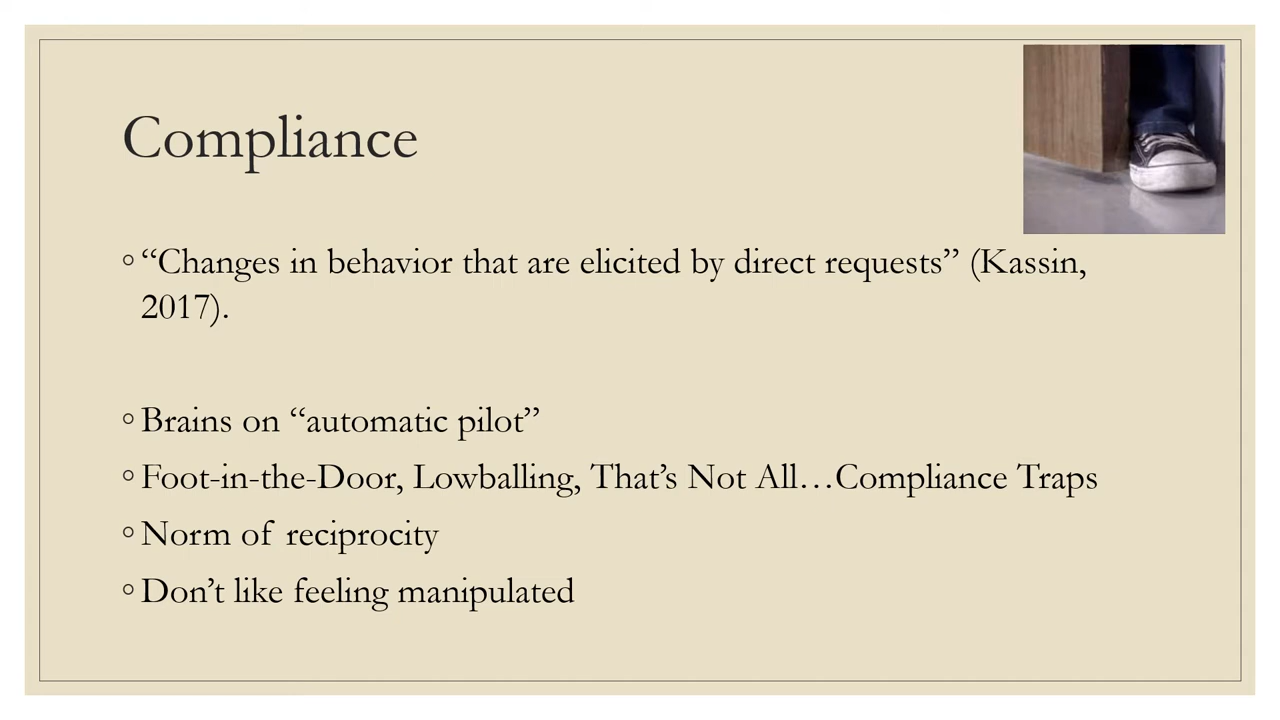 Compliance
“Changes in behavior that are elicited by direct requests” (Kassin,
2017).
Brains on “automatic pilot”
Foot-in-the-Door, Lowballing, That’s Not All…Compliance Traps
Norm of reciprocity
Don’t like feeling manipulated